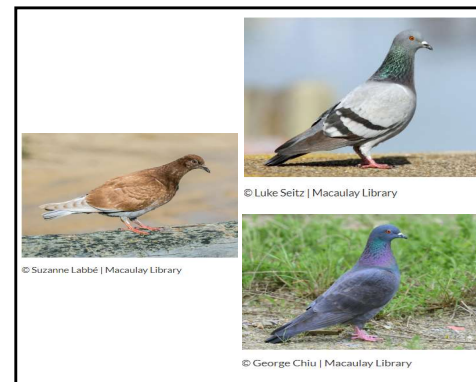 © Luke Seitz | Macaulay Library
© Suzanne Labbé | Macaulay Library
© George Chiu | Macaulay Library